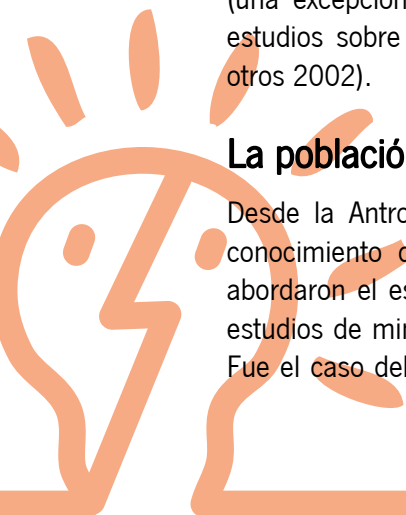 (una excepción
estudios sobre
otros 2002).
La població
Desde la Antro
conocimiento
abordaron el es
estudios de mi
Fue el caso del